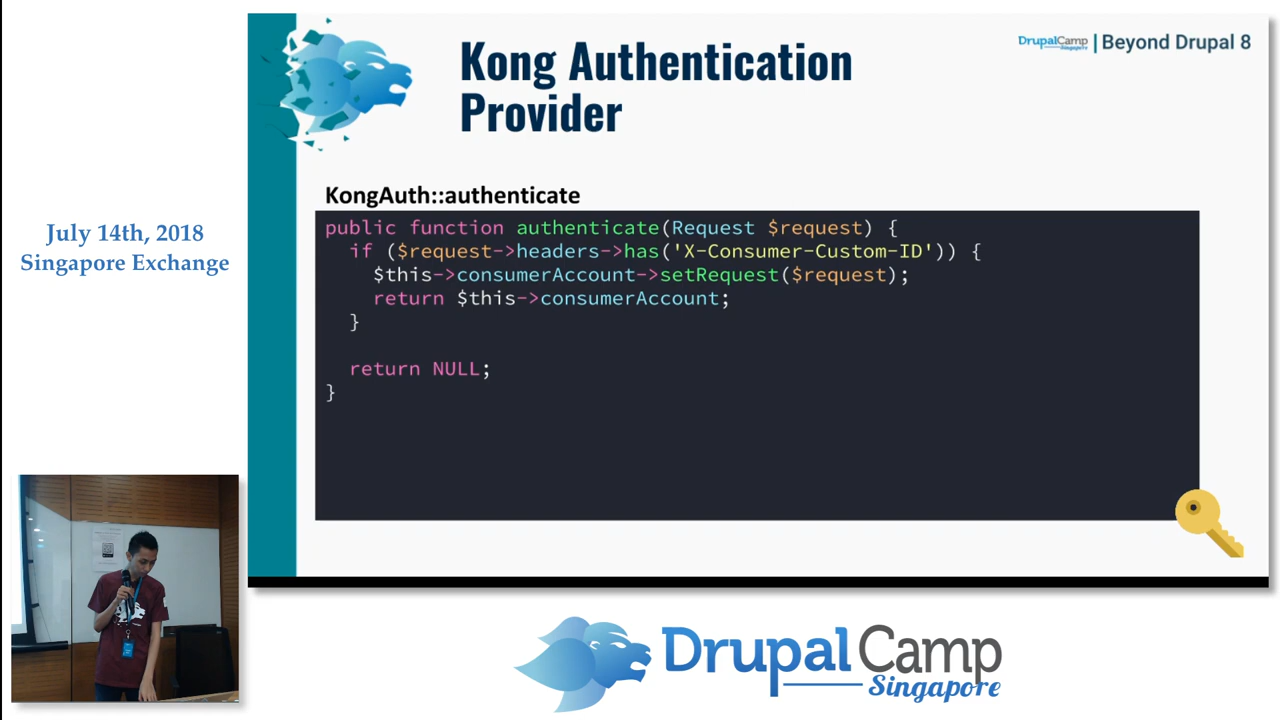 Kong Authentication
Provider
DrupalCamp
Singapore
| Beyond Drupal 8
July 14th, 2018
Singapore Exchange
KongAuth::authenticate
public function authenticate(Request $request) {
if ($request->headers->has('X-Consumer-Custom-ID')) {
$this->consumerAccount->setRequest($request);
return $this->consumerAccount;
}
return NULL;
}
DrupalCamp
Singapore